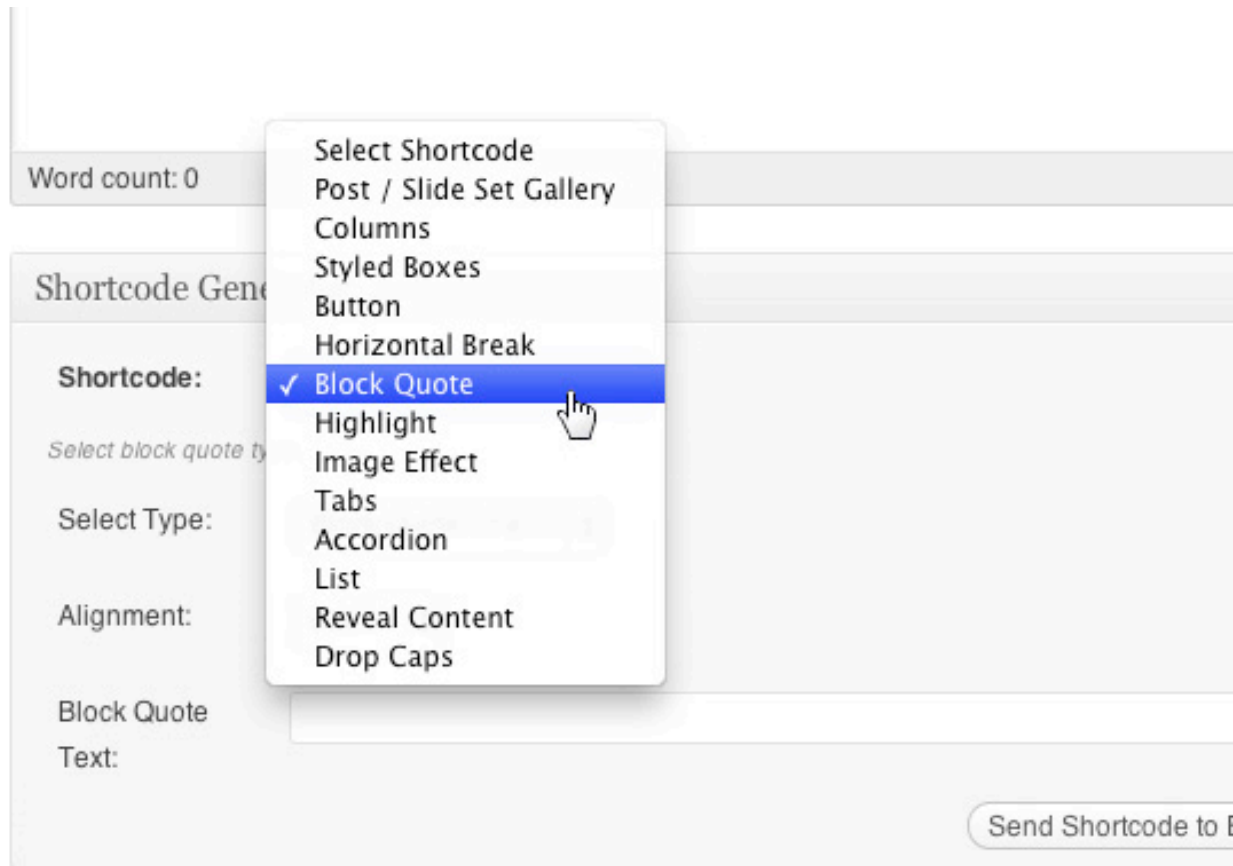 Select Shortcode
Word count: 0
Post / Slide Set Gallery
Columns
Styled Boxes
Shortcode
Button
Horizontal Break
Shortcode:
✓ Block Quote
Highlight
Select block quote
Image Effect
Tabs
Select Type:
Accordion
List
Alignment:
Reveal Content
Drop Caps
Block Quote
Text:
Send Shortcode to